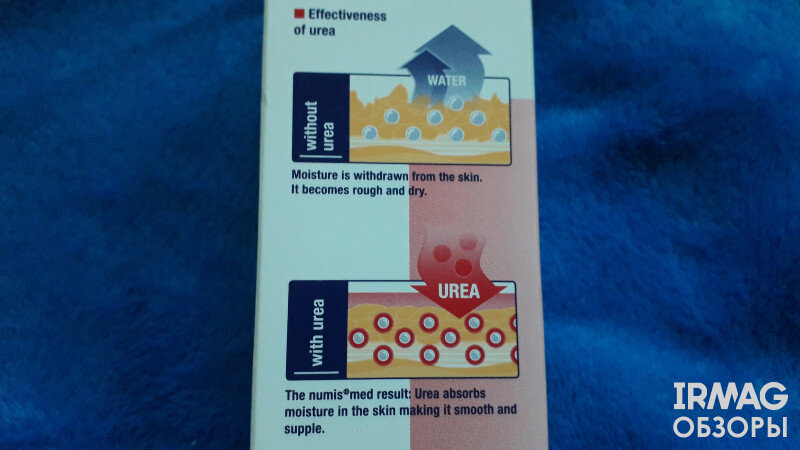 Effectiveness
of urea
WATER
without
urea
Moisture is withdrawn from the skin.
It becomes rough and dry.
UREA
with urea
The numis®med result: Urea absorbs
moisture in the skin making it smooth and
supple.
IRMAG
ОБЗОРЫ